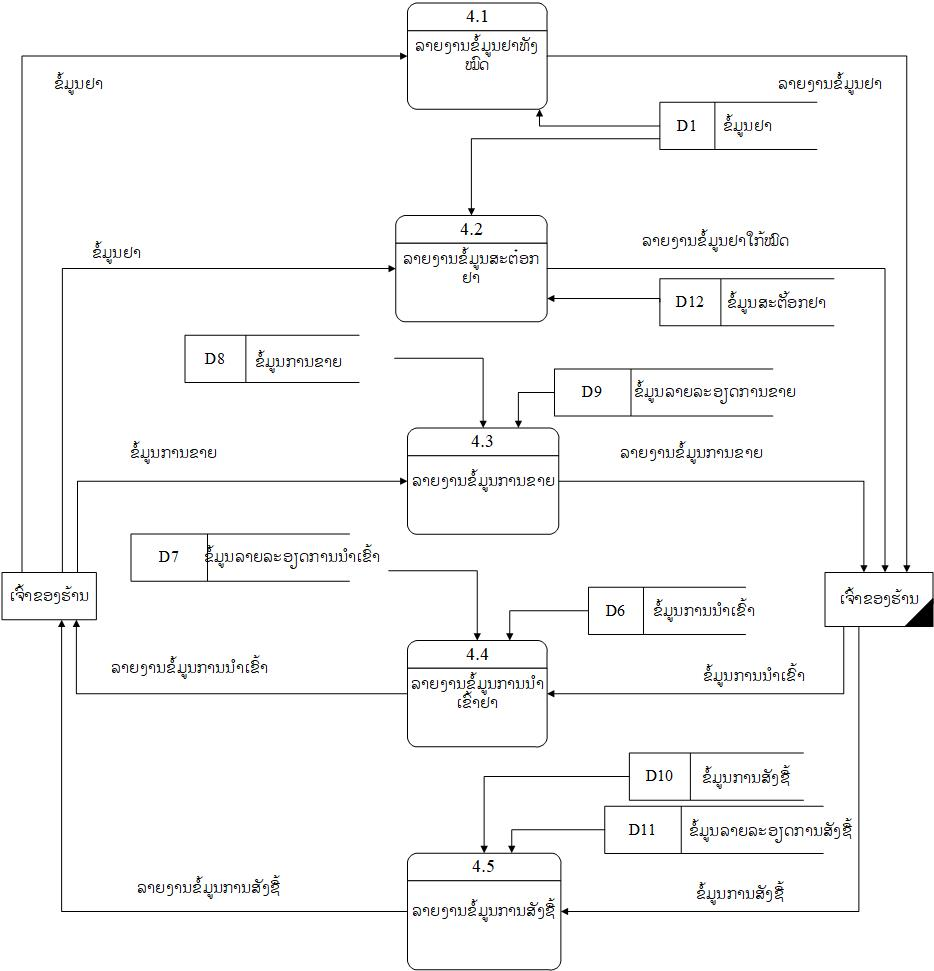 4.1
ລາຍງານຂໍ້ມູນຢາທັງ
ໝົດ
ຂໍ້ມູນຢາ
ລາຍງານຂໍ້ມູນຢາ
D1
ຂໍ້ມູນຢາ
4.2
ລາຍງານຂໍ້ມູນສະຕ໋ອກ
ຢາ
ຂໍ້ມູນຢາ
ລາຍງານຂໍ້ມູນຢາໃກ້ໝົດ
D12
ຂໍ້ມູນສະຕ໋ອກຢາ
D8
ຂໍ້ມູນການຂາຍ
D9
ຂໍ້ມູນລາຍລະອຽດການຂາຍ
4.3
ລາຍງານຂໍ້ມູນການຂາຍ
ຂໍ້ມູນການຂາຍ
ລາຍງານຂໍ້ມູນການຂາຍ
D7
ຂໍ້ມູນລາຍລະອຽດການນຳເຂົ້າ
ເຈົ້າຂອງຮ້ານ
ເຈົ້າຂອງຮ້ານ
D6
ຂໍ້ມູນການນຳເຂົ້າ
4.4
ລາຍງານຂໍ້ມູນການນຳ
ເຂົ້າຢາ
ລາຍງານຂໍ້ມູນການນຳເຂົ້າ
ຂໍ້ມູນການນຳເຂົ້າ
D10
ຂໍ້ມູນການສັ່ງຊື້
D11
ຂໍ້ມູນລາຍລະອຽດການສັ່ງຊື້
4.5
ລາຍງານຂໍ້ມູນການສັ່ງຊື້
ລາຍງານຂໍ້ມູນການສັ່ງຊື້
ຂໍ້ມູນການສັ່ງຊື້